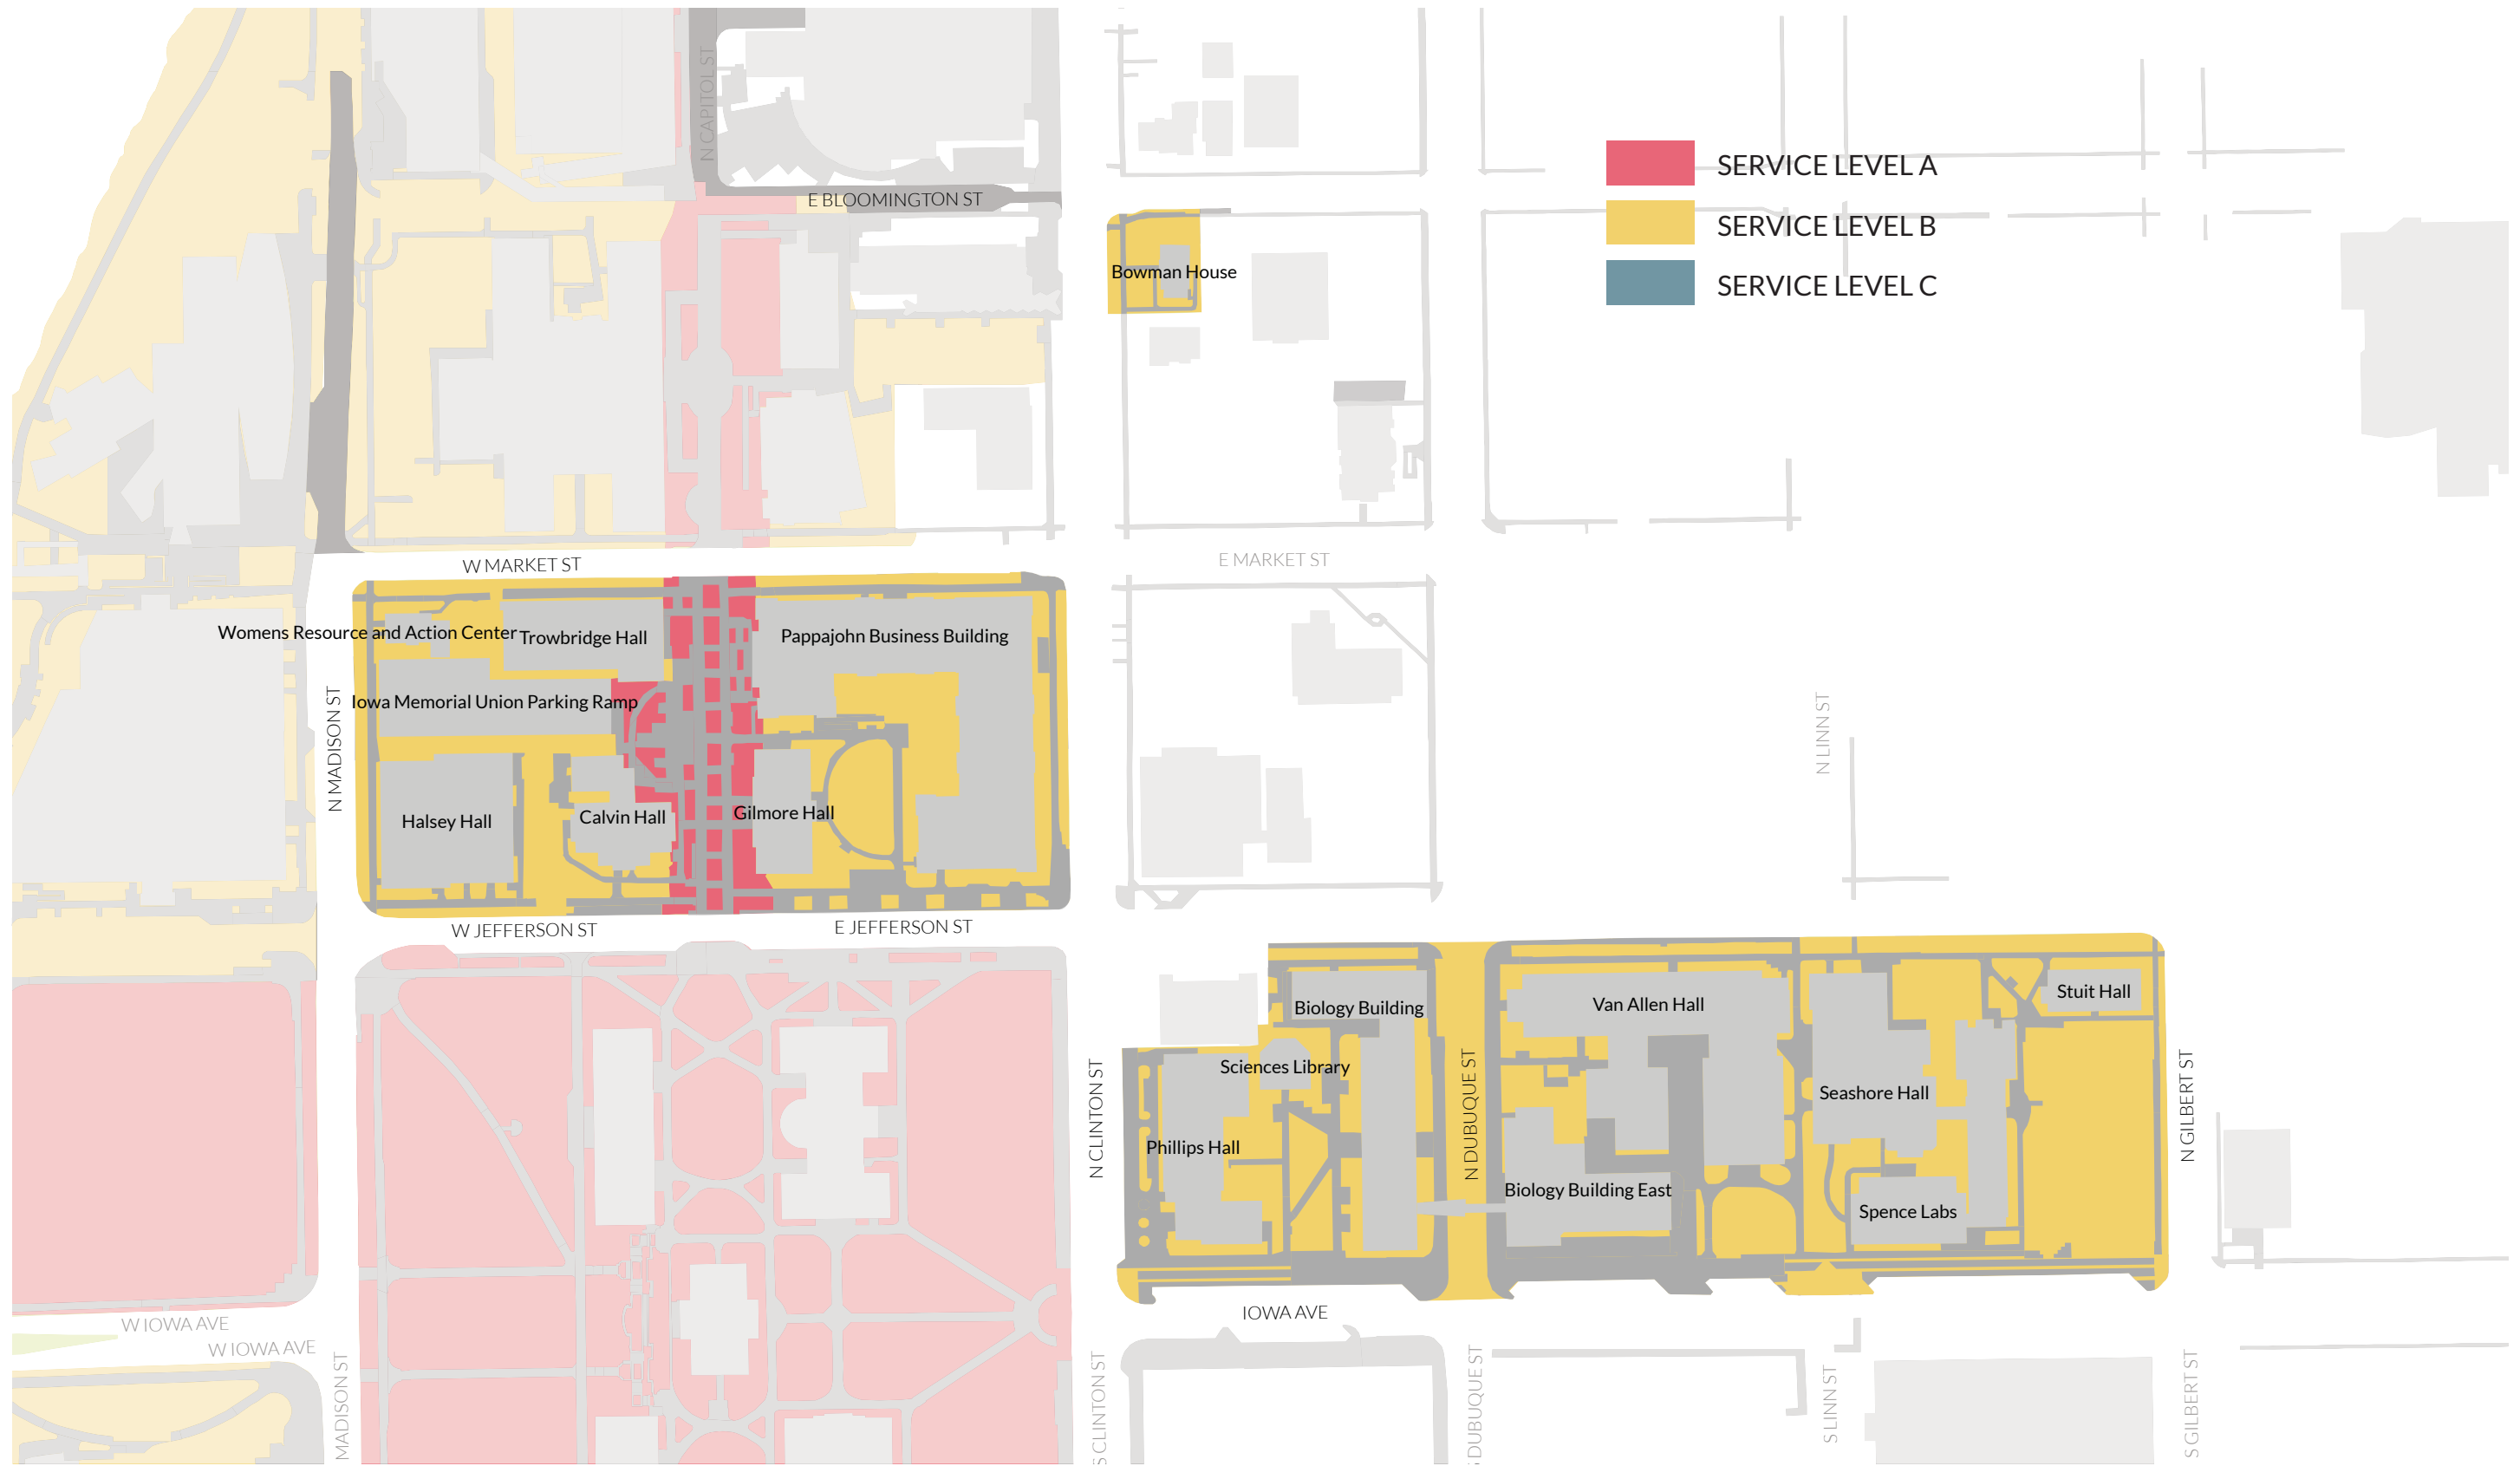 N CAPITOL ST
SERVICE LEVEL A
E BLOOMINGTON ST
SERVICE LEVEL B
Bowman House
SERVICE LEVEL C
E MARKET ST
W MARKET ST
Womens Resource and Action Center
Trowbridge Hall
Pappajohn Business Building
Iowa Memorial Union Parking Ramp
N MADISON ST
N LINN ST
Halsey Hall
Calvin Hall
Gilmore Hall
W JEFFERSON ST
E JEFFERSON ST
Biology Building
Van Allen Hall
Stuit Hall
Sciences Library
Seashore Hall
N CLINTON ST
N DUBUQUE ST
N GILBERT ST
Phillips Hall
Biology Building East
Spence Labs
IOWA AVE
W IOWA AVE
W IOWA AVE
MADISON ST
S CLINTON ST
DUBUQUE ST
S LINN ST
S GILBERT ST